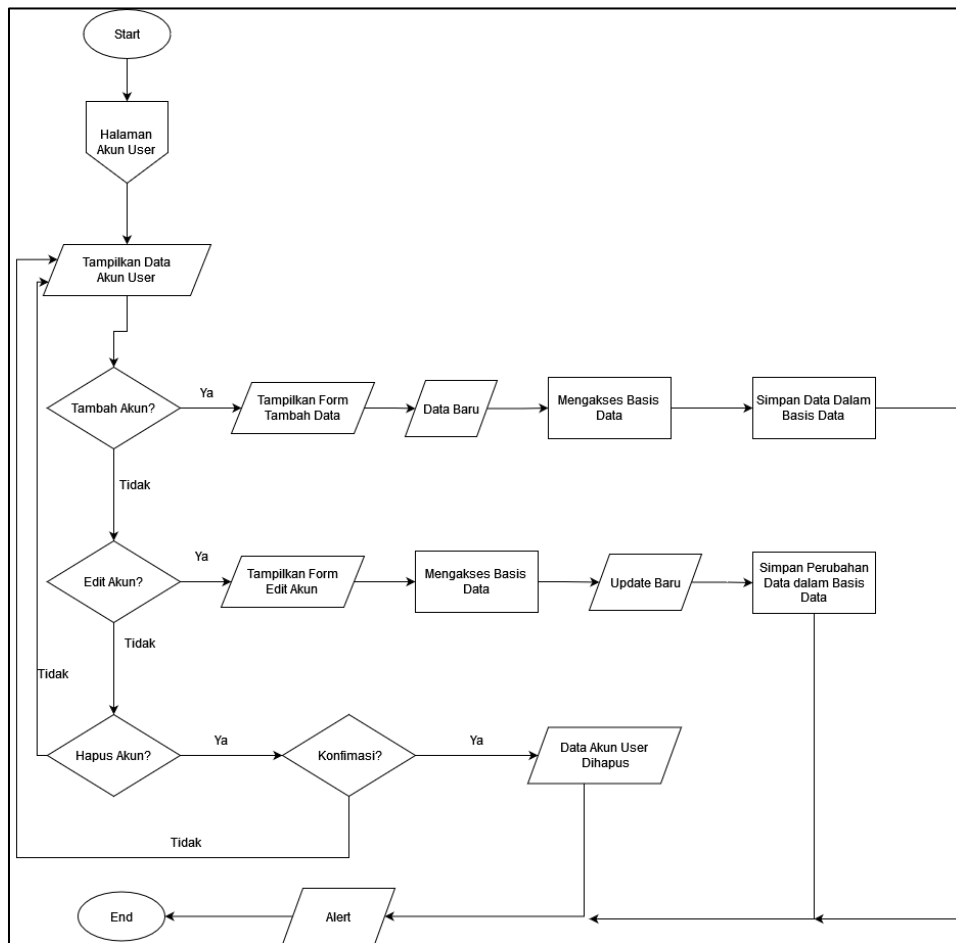 Start
Halaman
Akun User
Tampilkan Data
Akun User
Tambah Akun?
Ya
Tampilkan Form
Tambah Data
Data Baru
Mengakses Basis
Data
Simpan Data Dalam
Basis Data
Tidak
Edit Akun?
Ya
Tampilkan Form
Edit Akun
Mengakses Basis
Data
Update Baru
Simpan Perubahan
Data dalam Basis
Data
Tidak
Tidak
Hapus Akun?
Ya
Konfimasi?
Ya
Data Akun User
Dihapus
Tidak
End
Alert